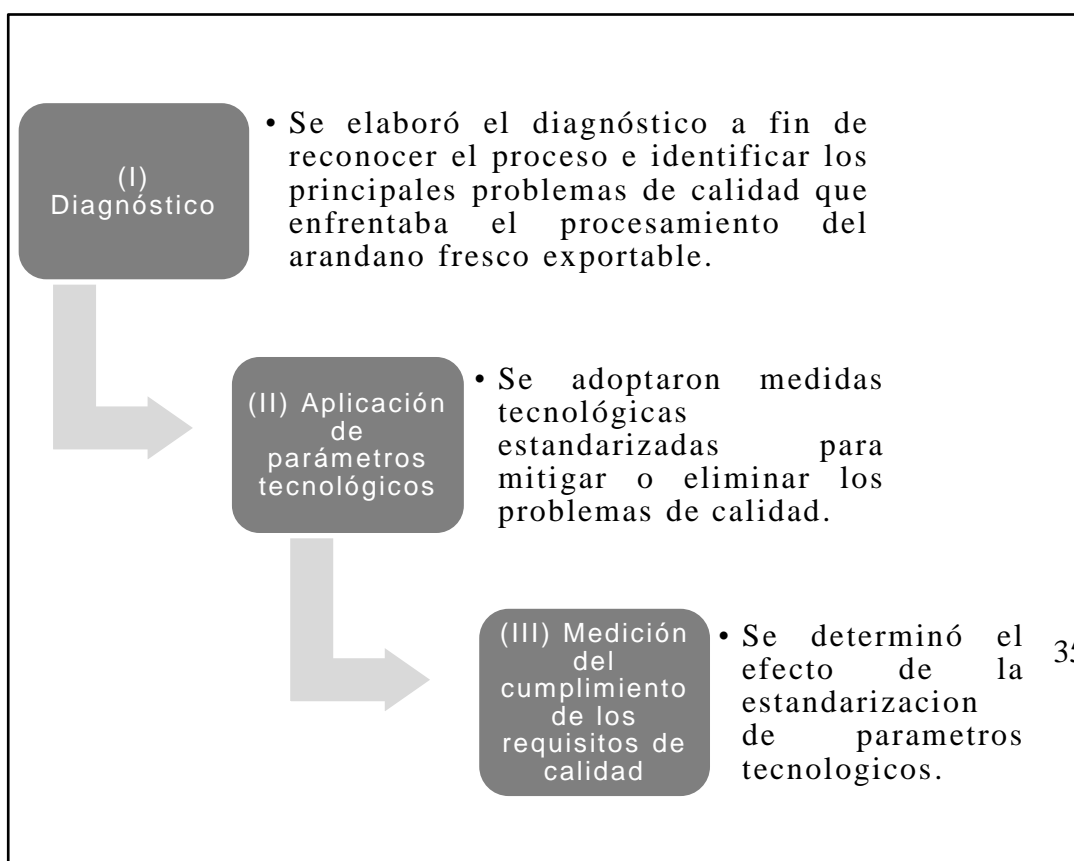 (I)
Diagnóstico
• Se elaboró el diagnóstico a fin de
reconocer el proceso e identificar los
principales problemas de calidad que
enfrentaba el procesamiento del
arandano fresco exportable.
(II) Aplicación
de
parámetros
tecnológicos
• Se adoptaron medidas
tecnológicas
estandarizadas para
mitigar o eliminar los
problemas de calidad.
(III) Medición
del
cumplimiento
de los
requisitos de
calidad
• Se determinó el
efecto de la
estandarizacion
de parametros
tecnologicos.
35